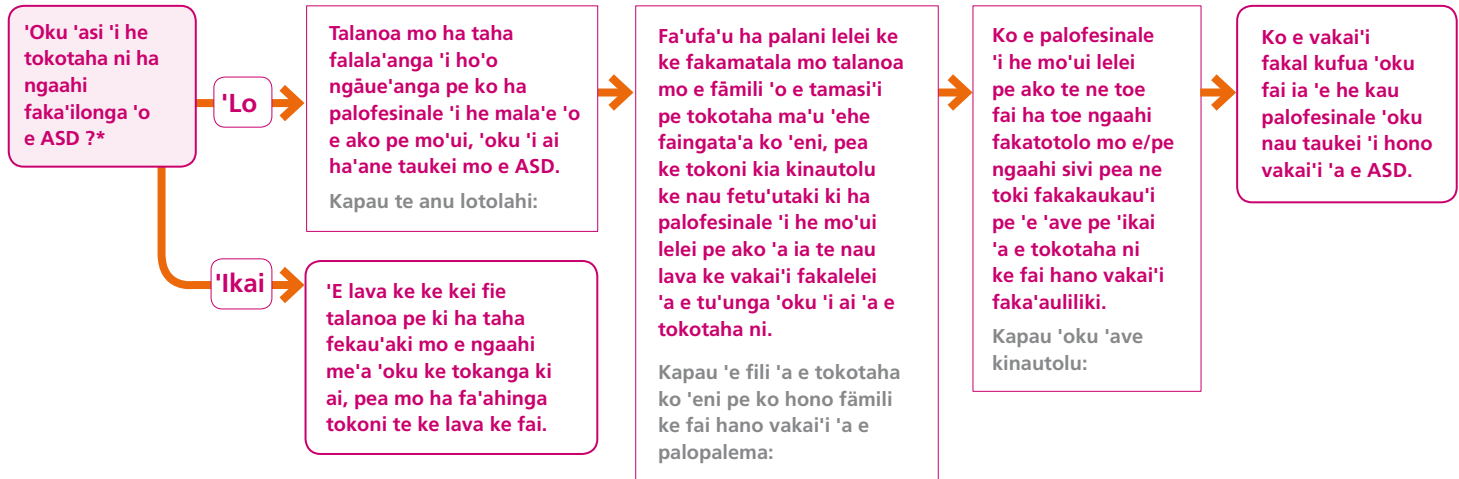 'Oku 'asi 'i he
tokotaha ni ha
ngaahi
faka'ilonga 'o
e ASD ?*
'Lo
Talanoa mo ha taha
falala'anga 'i ho'o
ngāue'anga pe ko ha
palofesinale 'i he mala'e 'o
e ako pe mo'ui, 'oku 'i ai
ha'ane taukei mo e ASD.
Kapau te anu lotolahi:
'Ikai
'E lava ke ke kei fie
talanoa pe ki ha taha
fekau'aki mo e ngaahi
me'a 'oku ke tokanga ki
ai, pea mo ha fa'ahinga
tokoni te ke lava ke fai.
Fa'ufa'u ha palani lelei ke
ke fakamatala mo talanoa
mo e fāmili 'o e tamasi'i
pe tokotaha ma'u 'ehe
faingata'a ko 'eni, pea
ke tokoni kia kinautolu
ke nau fetu'utaki ki ha
palofesinale 'i he mo'ui
lelei pe ako 'a ia te nau
lava ke vakai'i fakalelei
'a e tu'unga 'oku 'i ai 'a e
tokotaha ni.
Kapau 'e fili 'a e tokotaha
ko 'eni pe ko hono fämili
ke fai hano vakai'i 'a e
palopalema:
Ko e palofesinale
'i he mo'ui lelei
pe ako te ne toe
fai ha toe ngaahi
fakatotolo mo e/pe
ngaahi sivi pea ne
toki fakakaukau'i
pe 'e 'ave pe 'ikai
'a e tokotaha ni
ke fai hano vakai'i
faka'auliliki.
Kapau 'oku 'ave
kinautolu:
Ko e vakai'i
fakal kufua 'oku
fai ia 'e he kau
palofesinale 'oku
nau taukei 'i hono
vakai'i 'a e ASD.